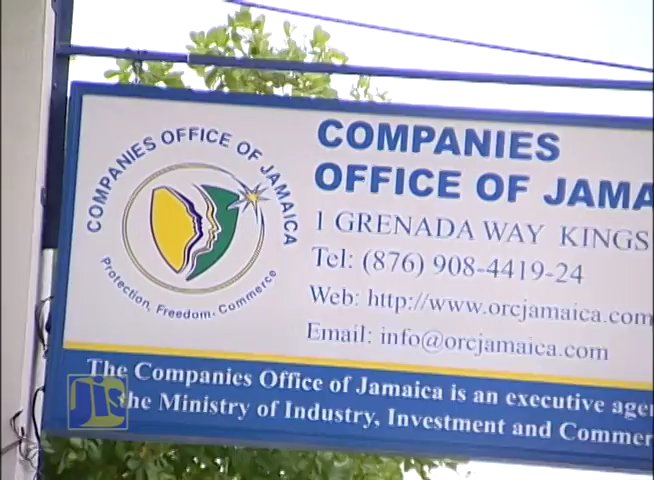 COMPANIES OFFICE OF JAMAICA
Protection, Freedom. Commerce
COMPANIES
OFFICE OF JAMA
1 GRENADA WAY KINGS
Tel: (876) 908-4419-24
Web: http://www.orcjamaica.com
Email: info@orcjamaica.com
The Companies Office of Jamaica is an executive age
the Ministry of Industry, Investment and Commer
JIS